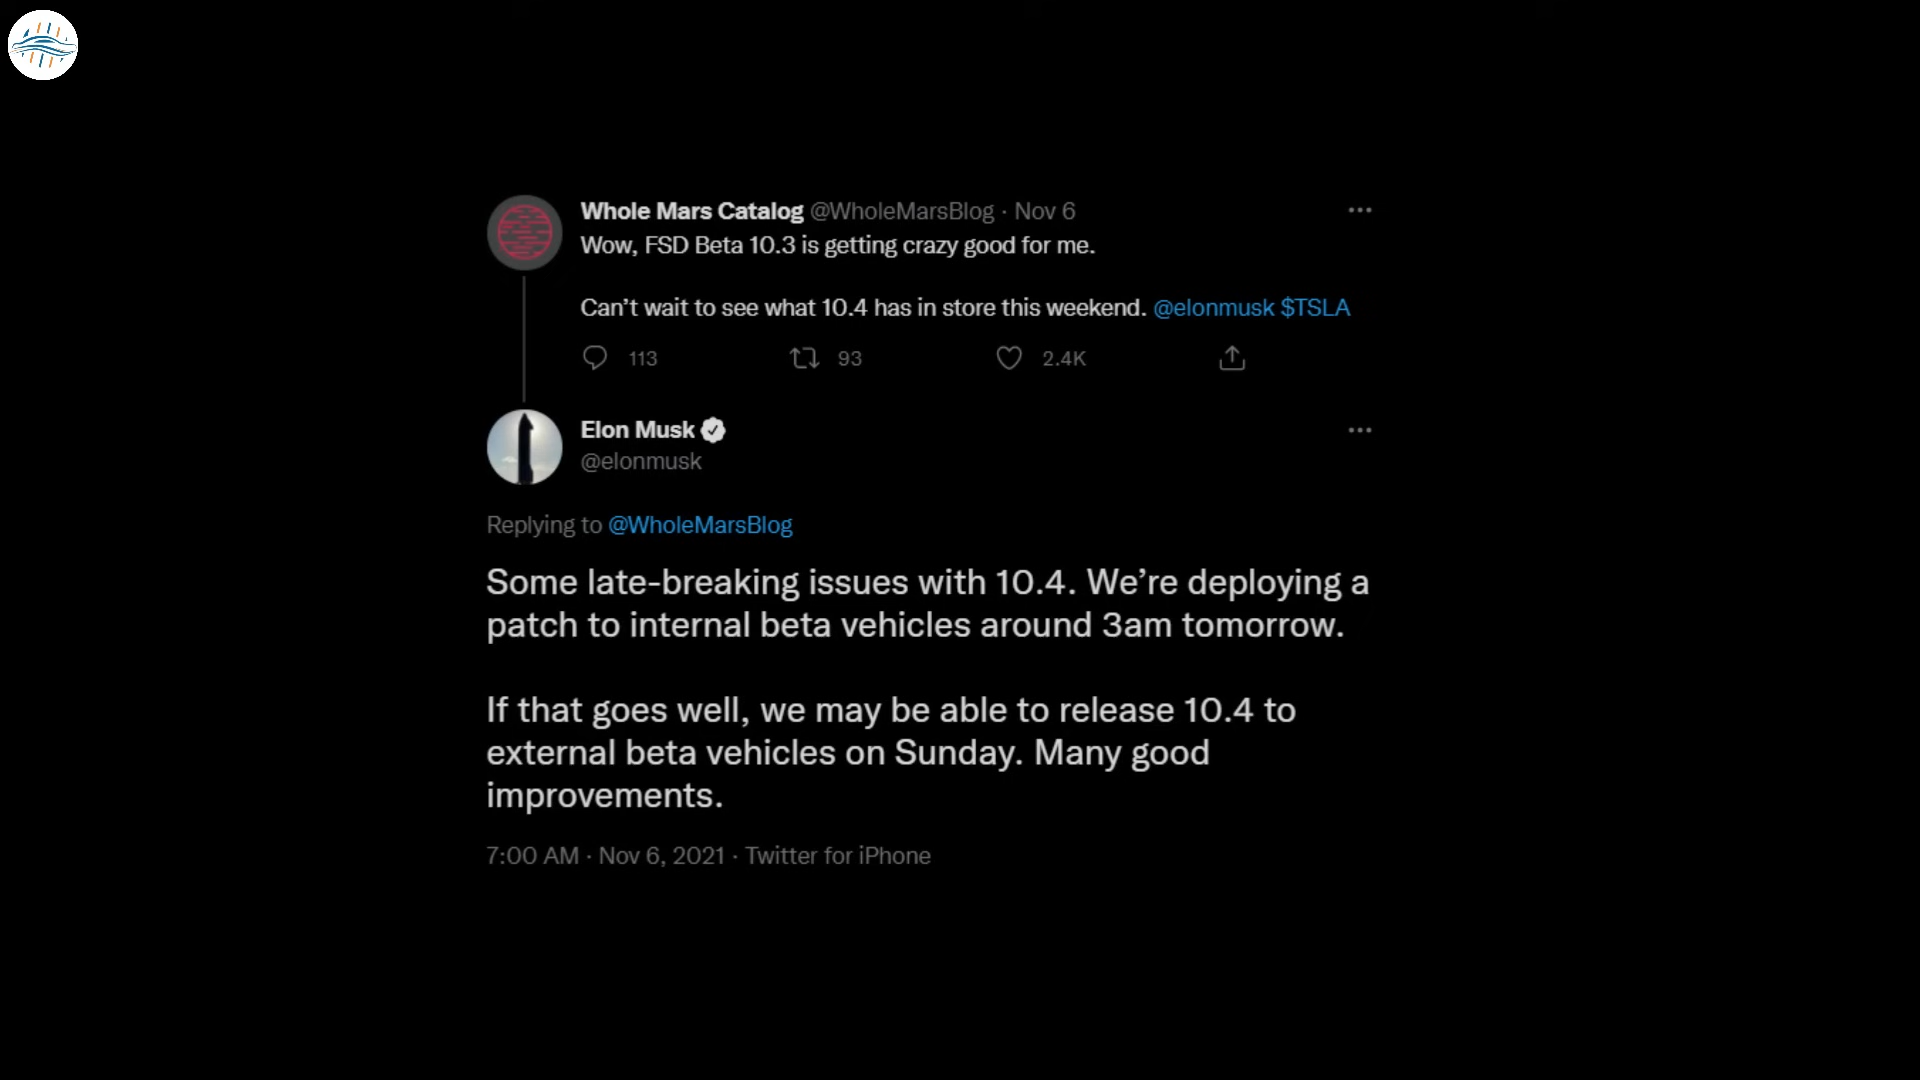 Whole Mars Catalog @WholeMarsBlog · Nov 6
Wow, FSD Beta 10.3 is getting crazy good for me.
Can’t wait to see what 10.4 has in store this weekend. @elonmusk $TSLA
113 93 2.4K
Elon Musk
@elonmusk
Replying to @WholeMarsBlog
Some late-breaking issues with 10.4. We’re deploying a
patch to internal beta vehicles around 3am tomorrow.
If that goes well, we may be able to release 10.4 to
external beta vehicles on Sunday. Many good
improvements.
7:00 AM · Nov 6, 2021 · Twitter for iPhone